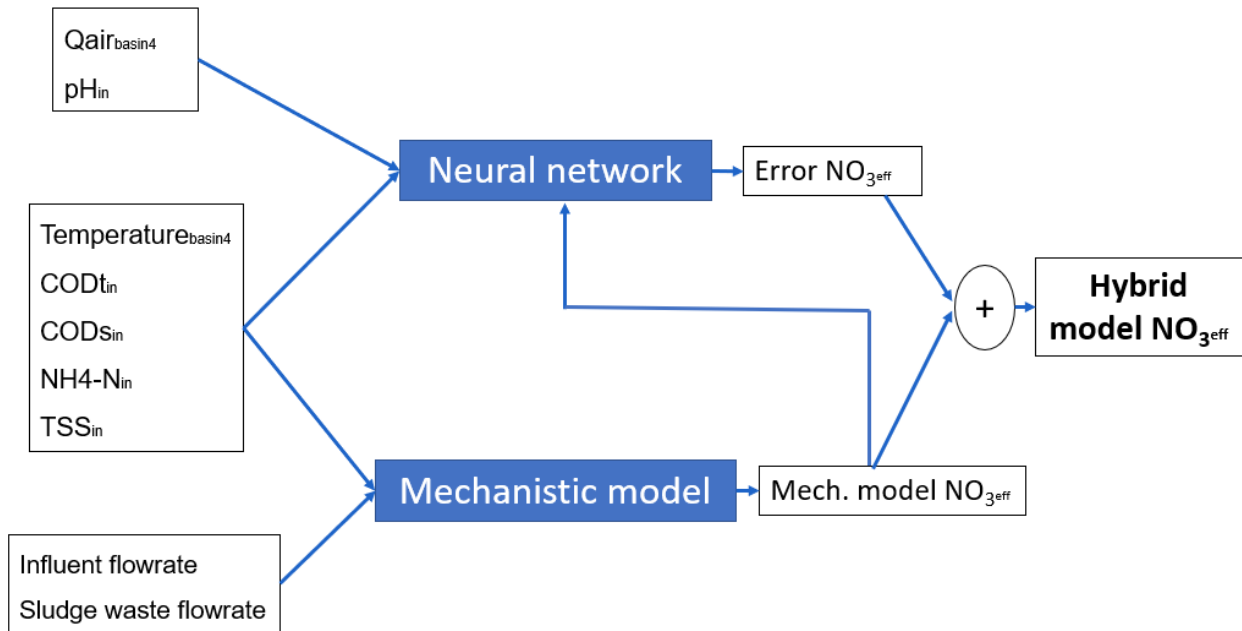 Qairbasin4
pHin
Neural network
Error NO3eff
Temperaturebasin4
CODtin
CODsin
NH4-Nin
TSSin
+
Hybrid
model NO3eff
Mechanistic model
Mech. model NO3eff
Influent flowrate
Sludge waste flowrate